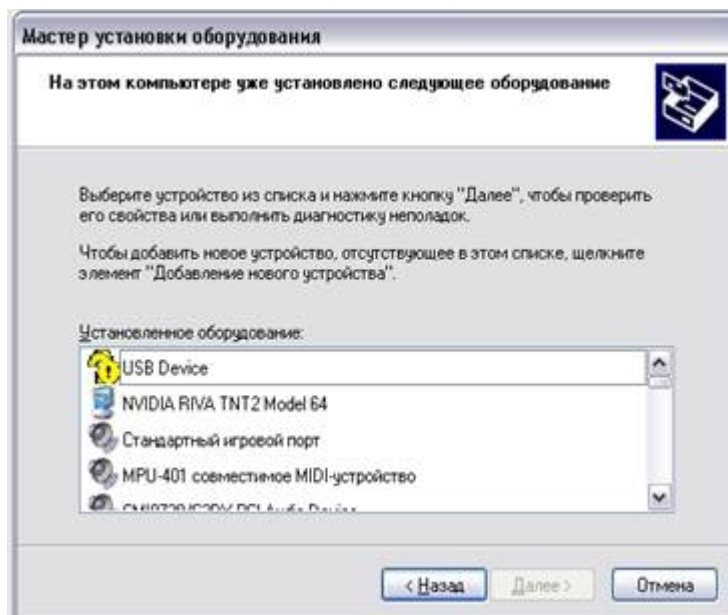 Мастер установки оборудования
На этом компьютере уже установлено следующее оборудование
Выберите устройство из списка и нажмите кнопку "Далее", чтобы проверить
его свойства или выполнить диагностику неполадок.
Чтобы добавить новое устройство, отсутствующее в этом списке, щелкните
элемент "Добавление нового устройства".
Установленное оборудование:
USB Device
NVIDIA RIVA TNT2 Model 64
Стандартный игровой порт
MPU-401 совместимое MIDI-устройство
PCI Audio Device
< Назад
Далее >
Отмена